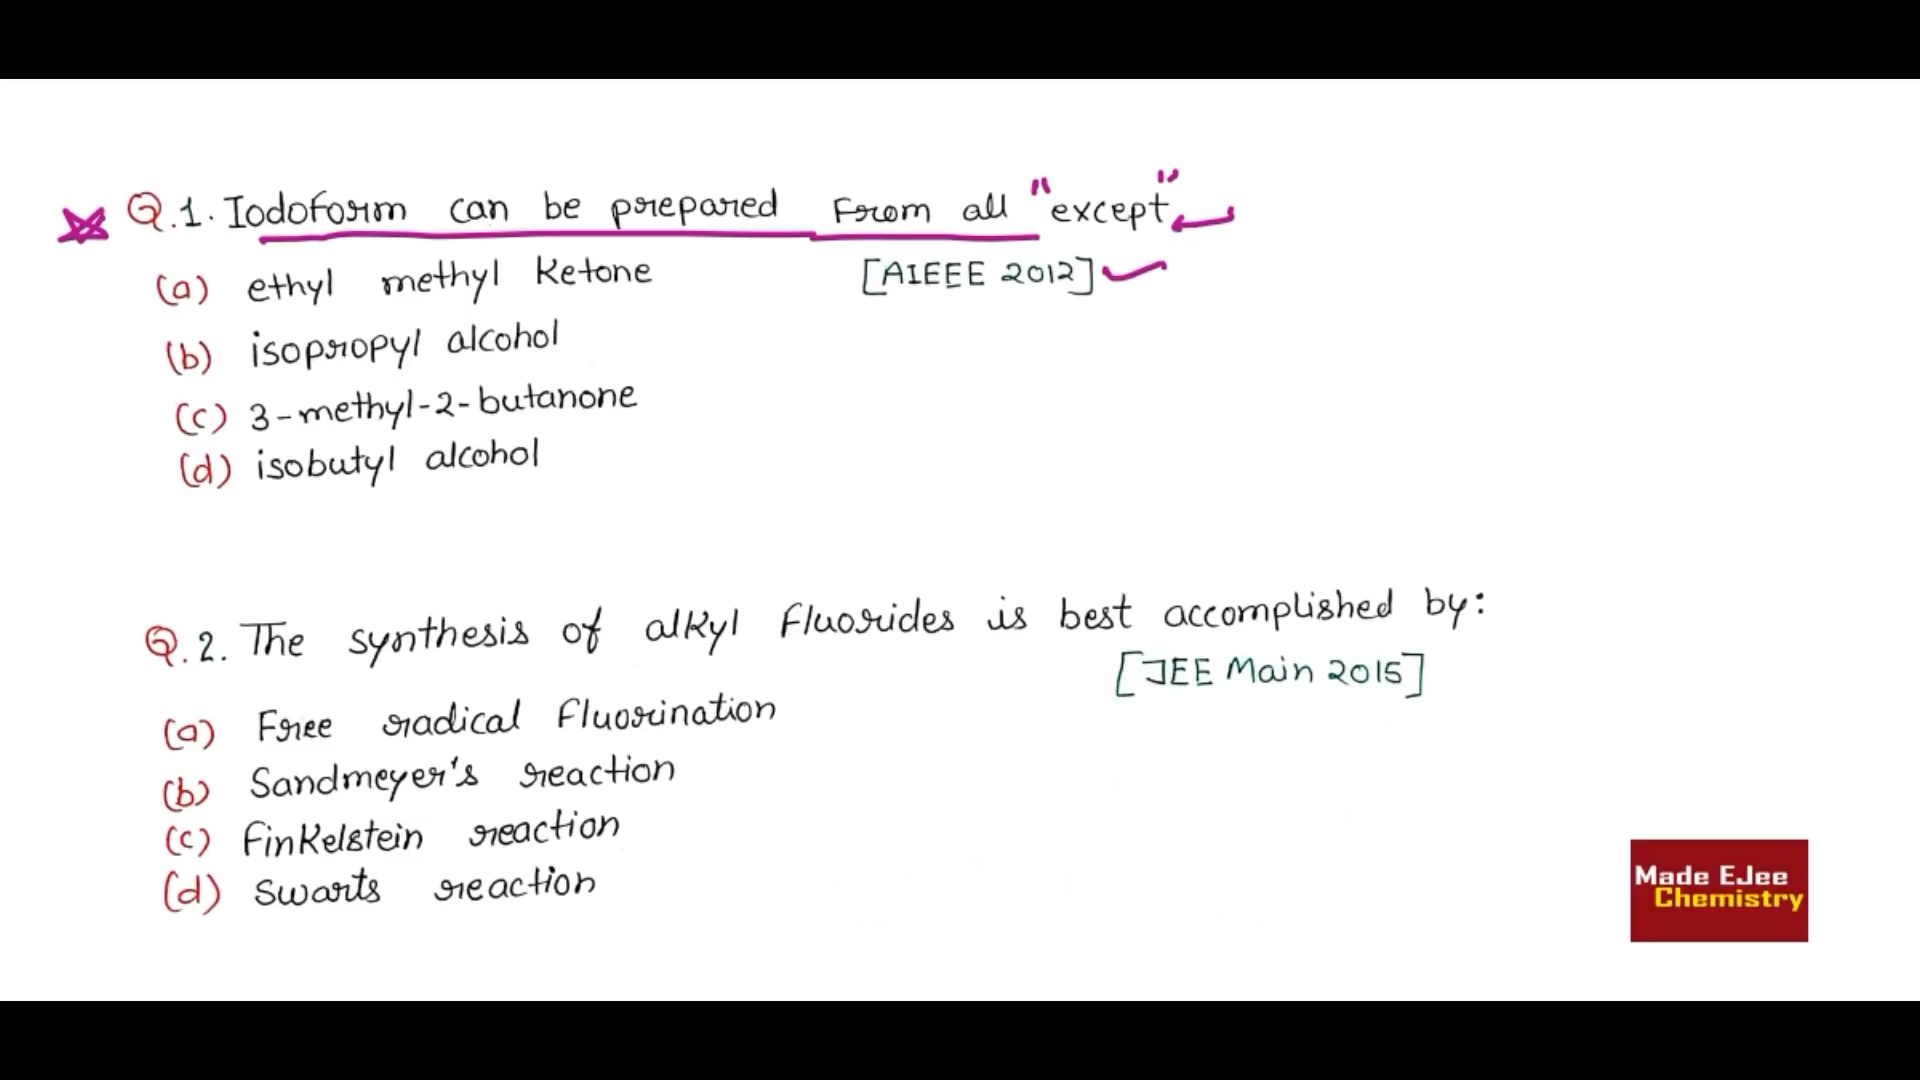 Q.1. Iodoform can be prepared from all "except"
(a) ethyl methyl ketone [AIEEE 2012]
(b) isopropyl alcohol
(c) 3-methyl-2-butanone
(d) isobutyl alcohol
Q.2. The synthesis of alkyl fluorides is best accomplished by:
[JEE Main 2015]
(a) Free radical fluorination
(b) Sandmeyer's reaction
(c) Finkelstein reaction
(d) Swarts reaction
Made EJee
Chemistry